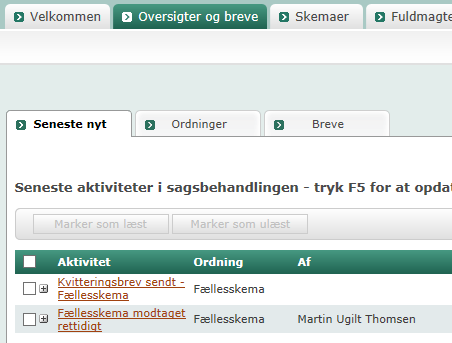 Velkommen Oversigter og breve Skemaer Fuldmagte
Seneste nyt Ordninger Breve
Seneste aktiviteter i sagsbehandlingen - tryk F5 for at opdat
Marker som læst Marker som ulæst
Aktivitet Ordning Af
Kvitteringsbrev sendt - Fællesskema
Fællesskema
Fællesskema modtaget Fællesskema Martin Ugilt Thomsen
rettidigt